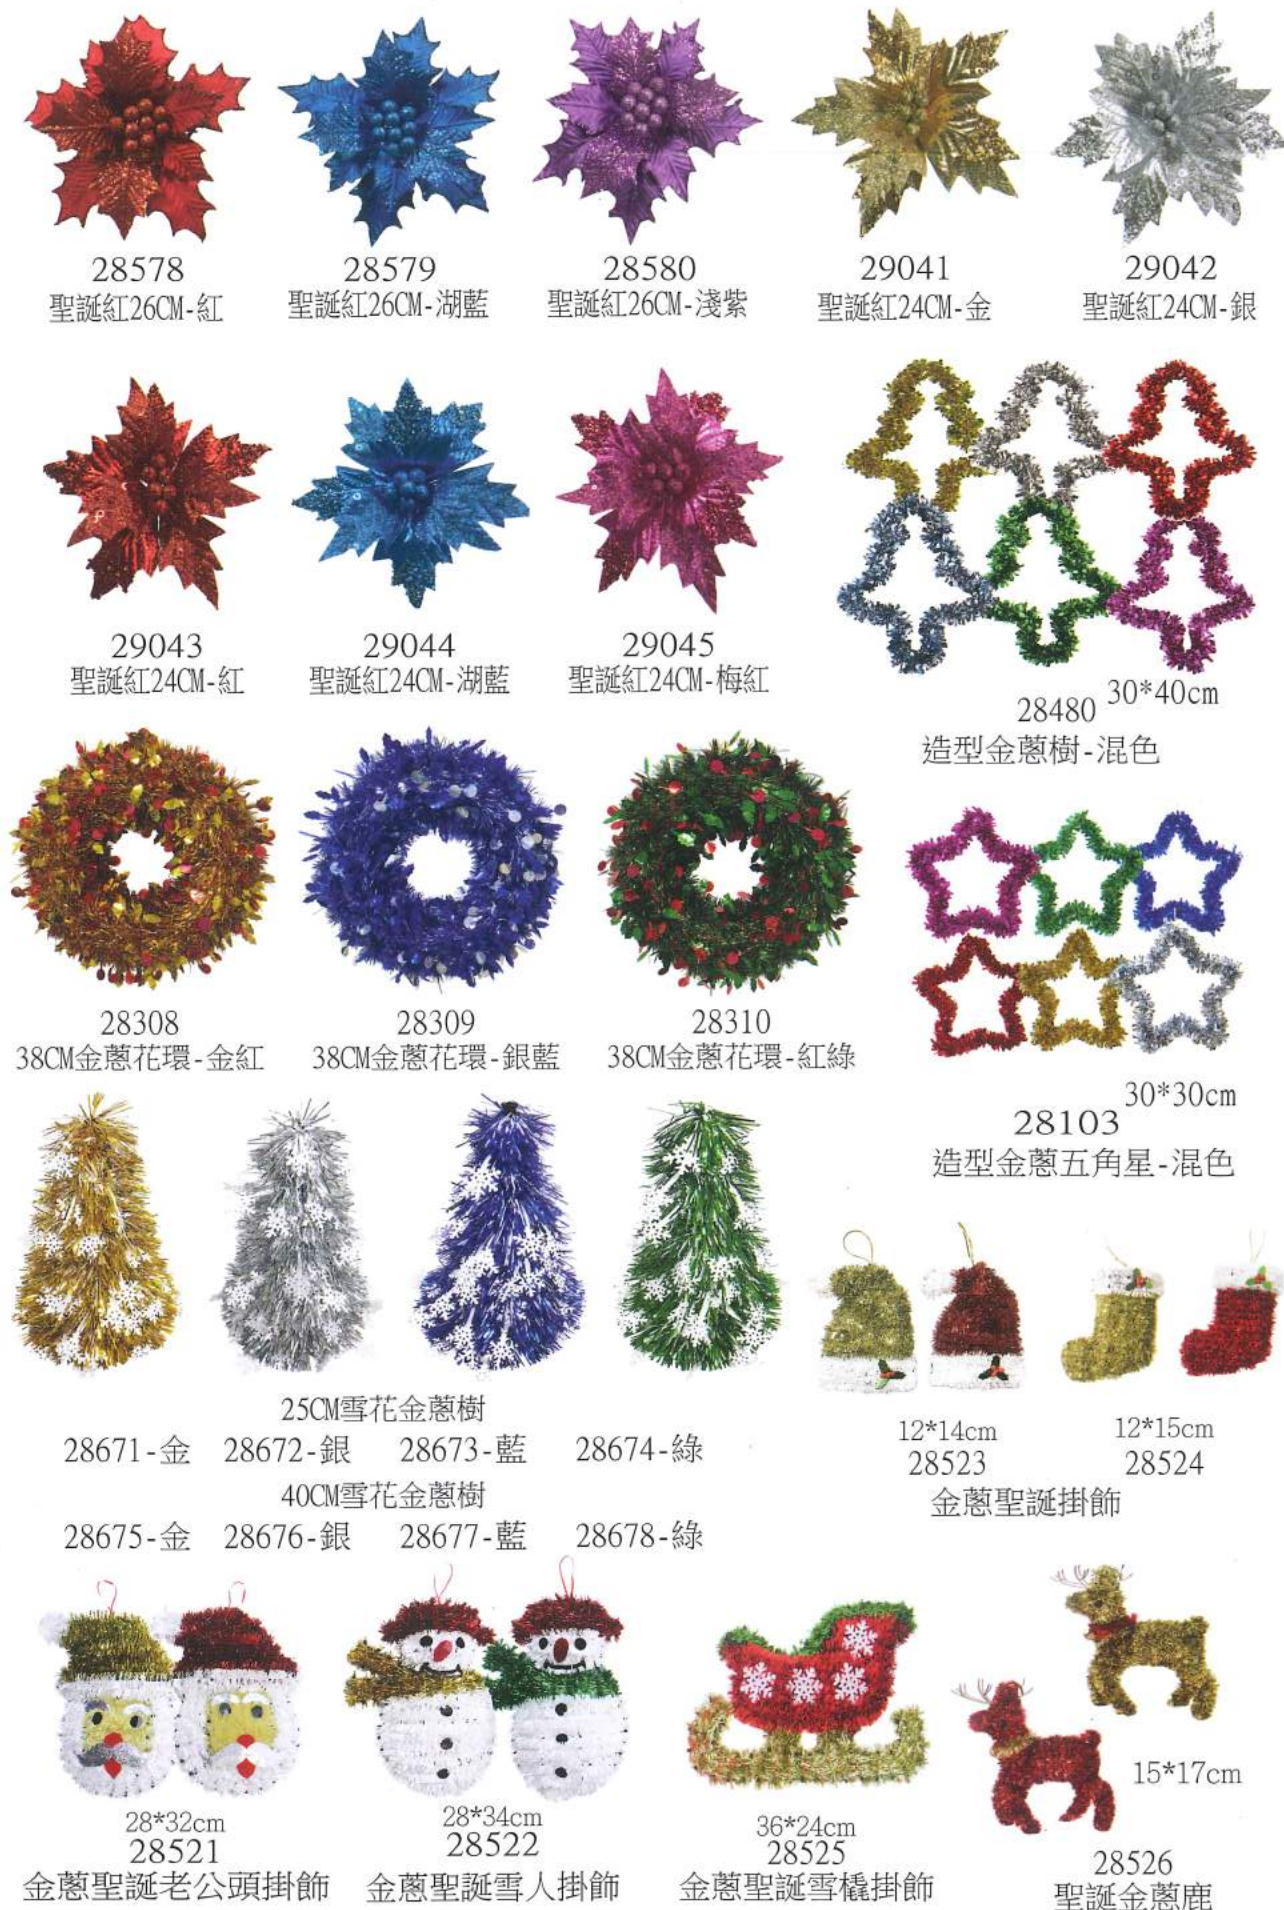 28578
聖誕紅26CM-紅
28579
聖誕紅26CM-湖藍
28580
聖誕紅26CM-淺紫
29041
聖誕紅24CM-金
29042
聖誕紅24CM-銀
29043
聖誕紅24CM-紅
29044
聖誕紅24CM-湖藍
29045
聖誕紅24CM-梅紅
30*40cm
28480
造型金蔥樹-混色
28308
38CM金蔥花環-金紅
28309
38CM金蔥花環-銀藍
28310
38CM金蔥花環-紅綠
30*30cm
28103
造型金蔥五角星-混色
25CM雪花金蔥樹
28671-金 28672-銀 28673-藍 28674-綠
40CM雪花金蔥樹
28675-金 28676-銀 28677-藍 28678-綠
12*14cm
28523
12*15cm
28524
金蔥聖誕掛飾
28*32cm
28521
金蔥聖誕老公頭掛飾
28*34cm
28522
金蔥聖誕雪人掛飾
36*24cm
28525
金蔥聖誕雪橇掛飾
15*17cm
28526
聖誕金蔥鹿